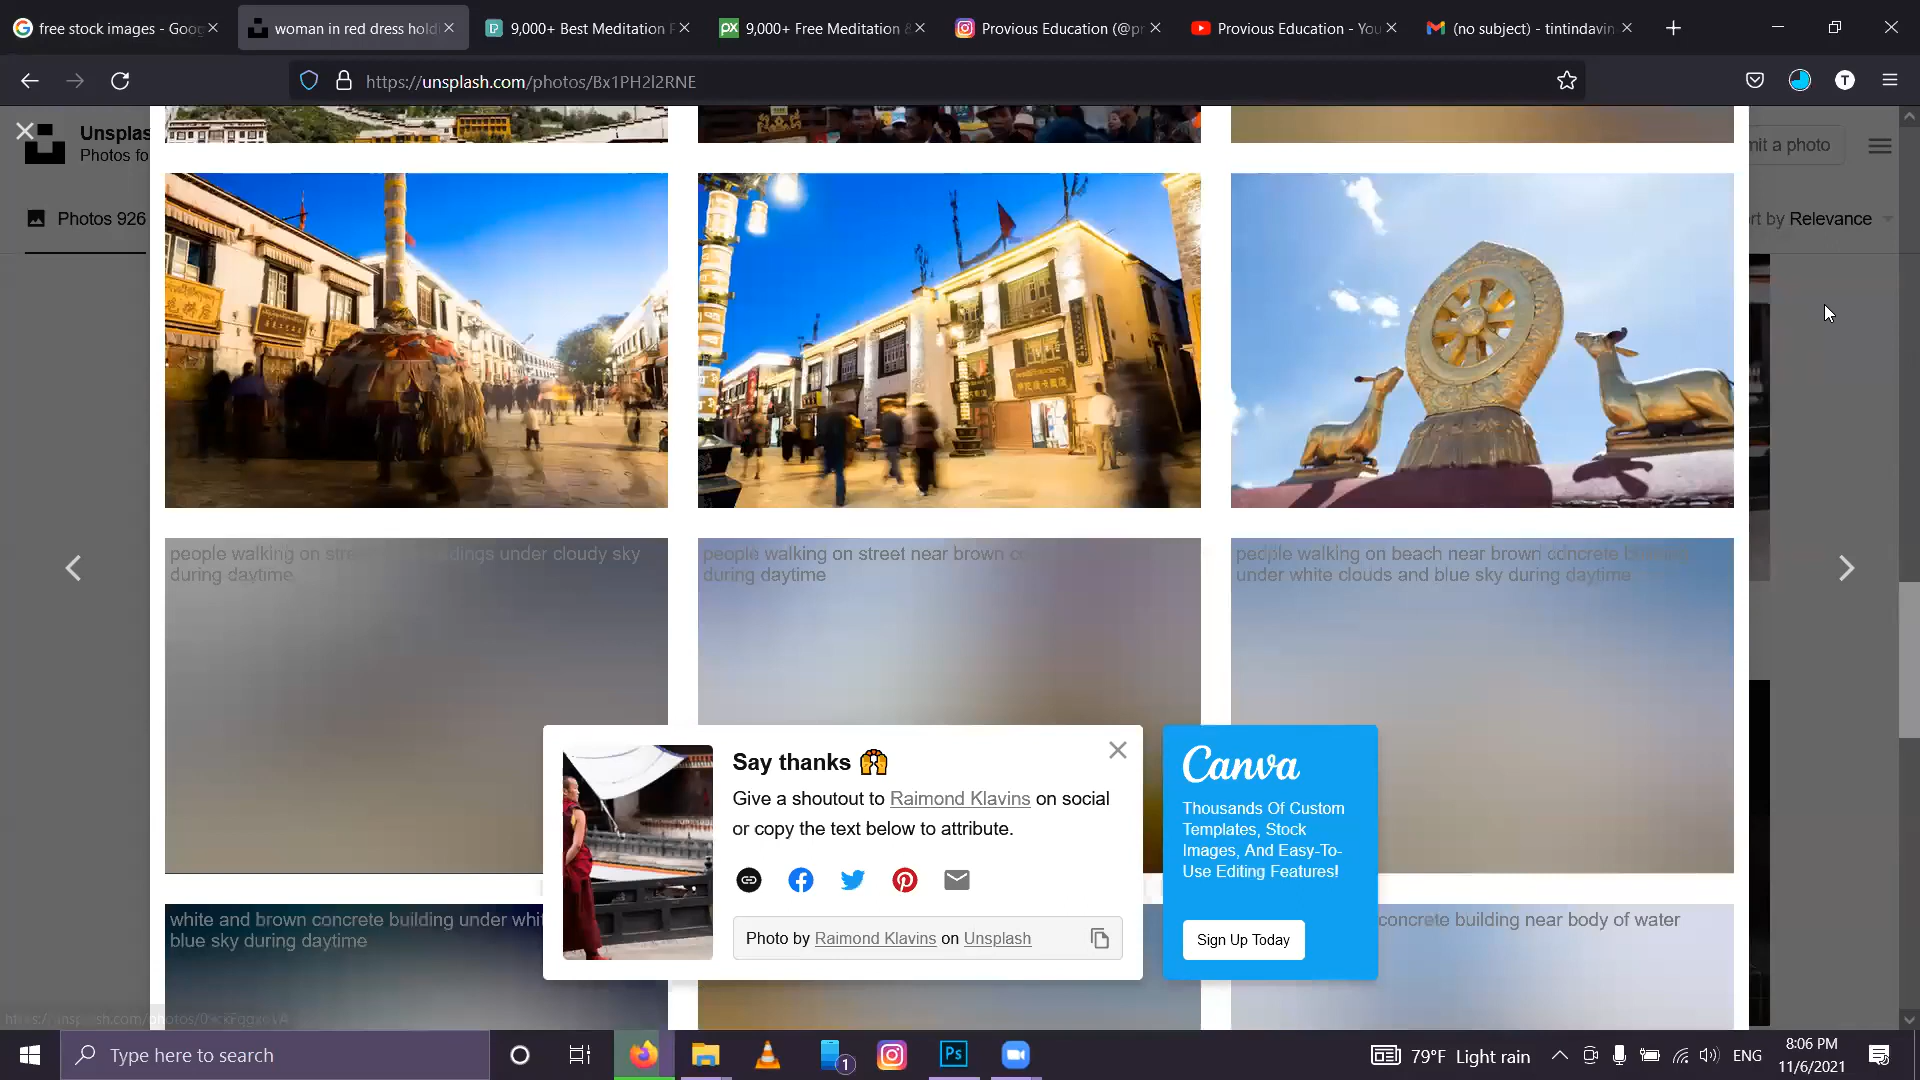 free stock images - Goog
woman in red dress hold
9,000+ Best Meditation P
9,000+ Free Meditation &
Provious Education (@pr
Provious Education - You
(no subject) - tintindavin
https://unsplash.com/photos/Bx1PH2l2RNE
Unsplas
Photos fo
mit a photo
Photos 926
rt by Relevance
people walking on stre dings under cloudy sky
during daytime
people walking on street near brown co
during daytime
people walking on beach near brown concrete
under white clouds and blue sky during daytime
white and brown concrete building under whi
blue sky during daytime
concrete building near body of water
Say thanks 🙌
Give a shoutout to Raimond Klavins on social
or copy the text below to attribute.
Photo by Raimond Klavins on Unsplash
Canva
Thousands Of Custom
Templates, Stock
Images, And Easy-To-
Use Editing Features!
Sign Up Today
Type here to search
1
Ps
79°F Light rain
ENG
8:06 PM
11/6/2021